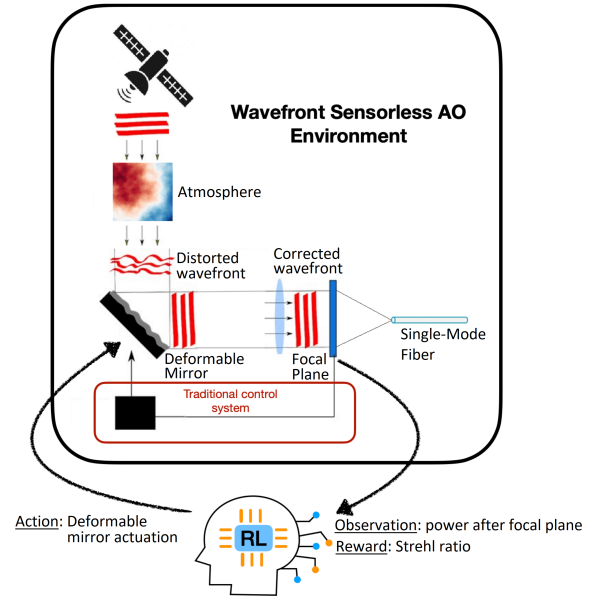 Wavefront Sensorless AO
Environment
Atmosphere
Distorted
wavefront
Corrected
wavefront
Single-Mode
Fiber
Deformable
Mirror
Focal
Plane
Traditional control
system
Action: Deformable
mirror actuation
RL
Observation: power after focal plane
Reward: Strehl ratio